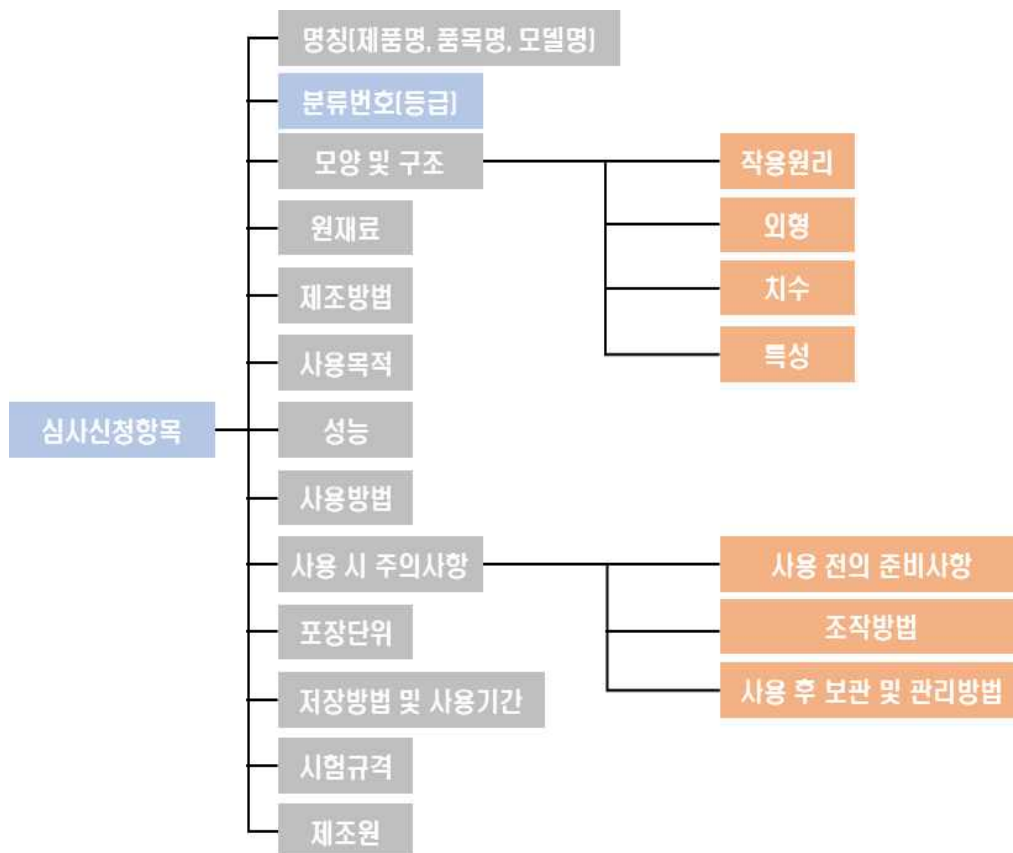 명칭(제품명, 품목명, 모델명)
분류번호(등급)
모양 및 구조
작용원리
외형
치수
특성
원재료
제조방법
사용목적
심사신청항목
성능
사용방법
사용 시 주의사항
사용 전의 준비사항
조작방법
사용 후 보관 및 관리방법
포장단위
저장방법 및 사용기간
시험규격
제조원